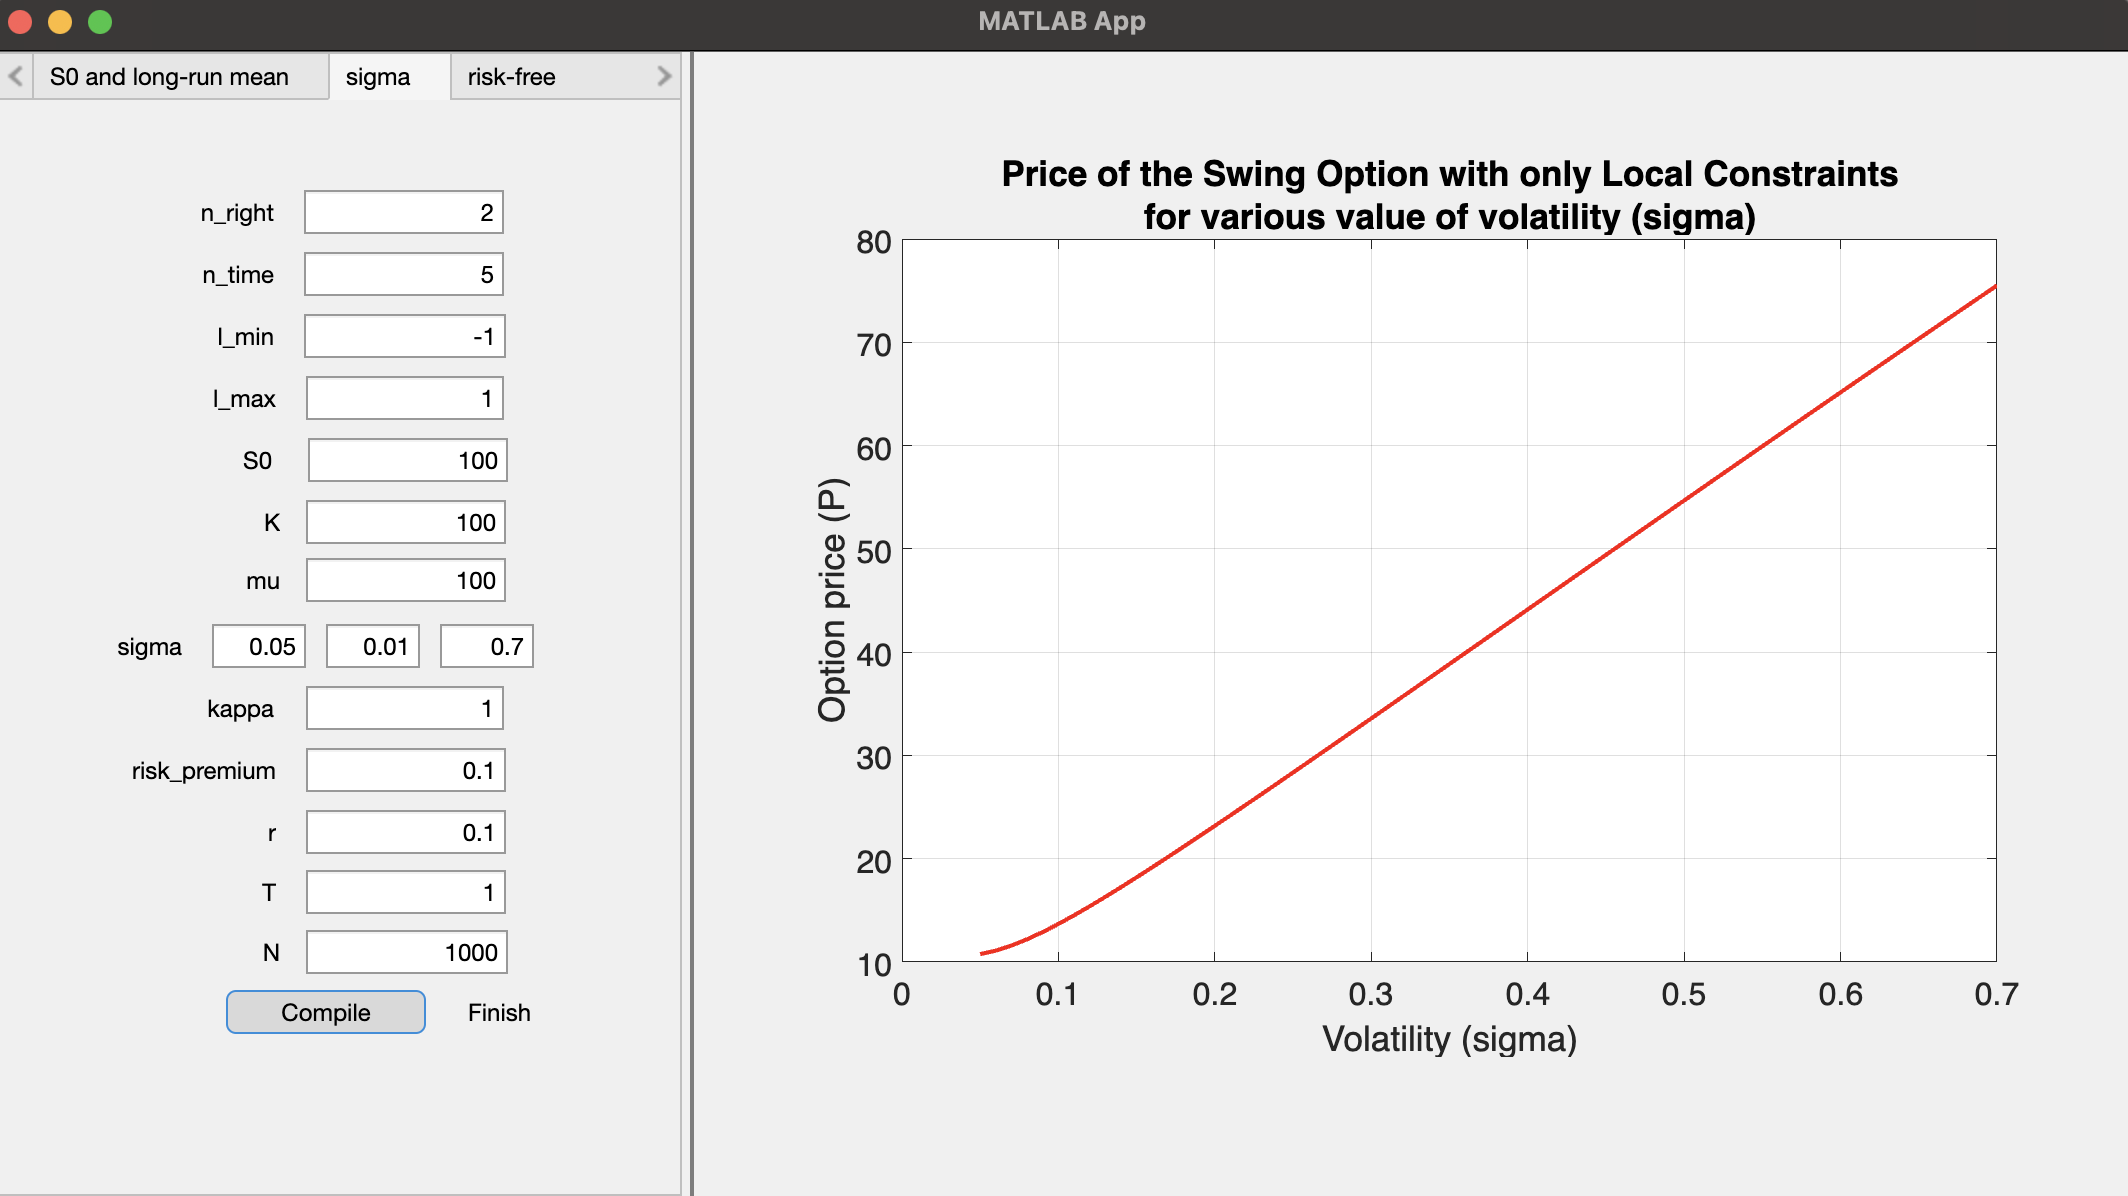 MATLAB App
S0 and long-run mean
sigma
risk-free
n_right 2
n_time 5
l_min -1
l_max 1
S0 100
K 100
mu 100
sigma 0.05 0.01 0.7
kappa 1
risk_premium 0.1
r 0.1
T 1
N 1000
Compile
Finish
Price of the Swing Option with only Local Constraints
for various value of volatility (sigma)
Option price (P)
80
70
60
50
40
30
20
10
0 0.1 0.2 0.3 0.4 0.5 0.6 0.7
Volatility (sigma)